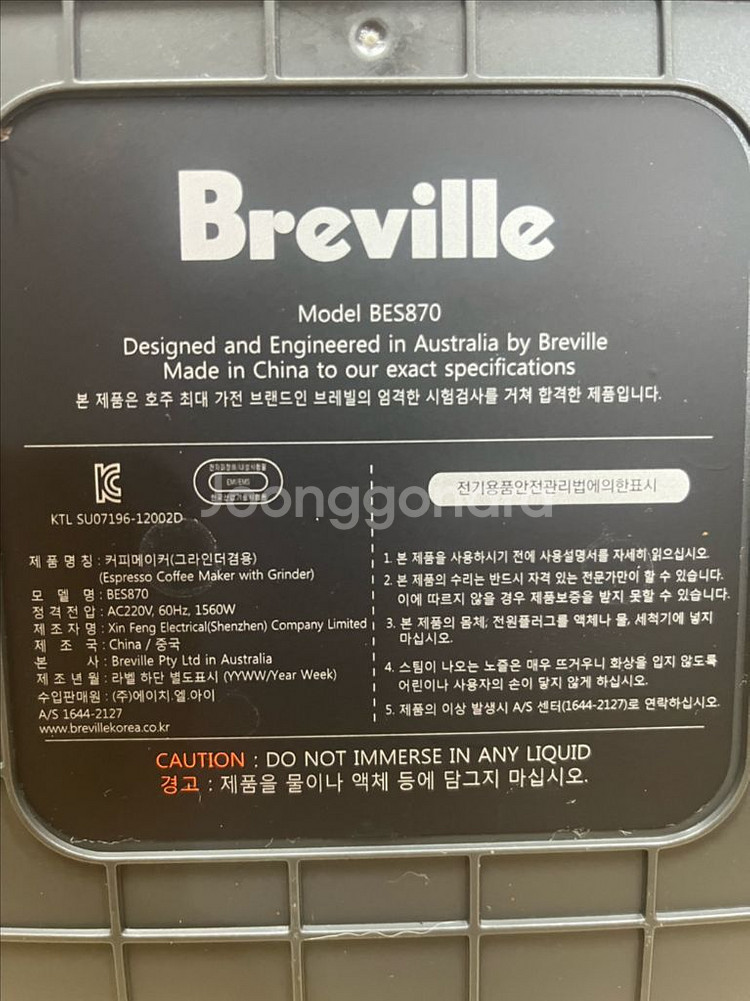 Breville
Model BES870
Designed and Engineered in Australia by Breville
Made in China to our exact specifications
본 제품은 호주 최대 가전 브랜드인 브레빌의 엄격한 시험검사를 거쳐 합격한 제품입니다.
KTL SU07196-12002D
EMI/EMS
제 품 명 칭 : 커피메이커(그라인더겸용)
(Espresso Coffee Maker with Grinder)
모 델 명 : BES870
정 격 전 압 : AC220V, 60Hz, 1560W
제 조 자 명 : Xin Feng Electrical(Shenzhen) Company Limited
제 조 국 : China / 중국
본 사 : Breville Pty Ltd in Australia
제 조 년 월 : 라벨 하단 별도표시 (YYWW/Year Week)
수입판매원 : (주)에이치.엘.아이
A/S 1644-2127
www.brevillekorea.co.kr
전기용품안전관리법에의한표시
1. 본 제품을 사용하시기 전에 사용설명서를 자세히 읽으십시오.
2. 본 제품의 수리는 반드시 자격 있는 전문가만이 할 수 있습니다.
이에 따르지 않을 경우 제품보증을 받지 못할 수 있습니다.
3. 본 제품의 몸체, 전원플러그를 액체나 물, 세척기에 넣지
마십시오.
4. 스팀이 나오는 노즐은 매우 뜨거우니 화상을 입지 않도록
어린이나 사용자의 손이 닿지 않게 하십시오.
5. 제품의 이상 발생시 A/S 센터(1644-2127)로 연락하십시오.
CAUTION : DO NOT IMMERSE IN ANY LIQUID
경고 : 제품을 물이나 액체 등에 담그지 마십시오.
Joonggonara